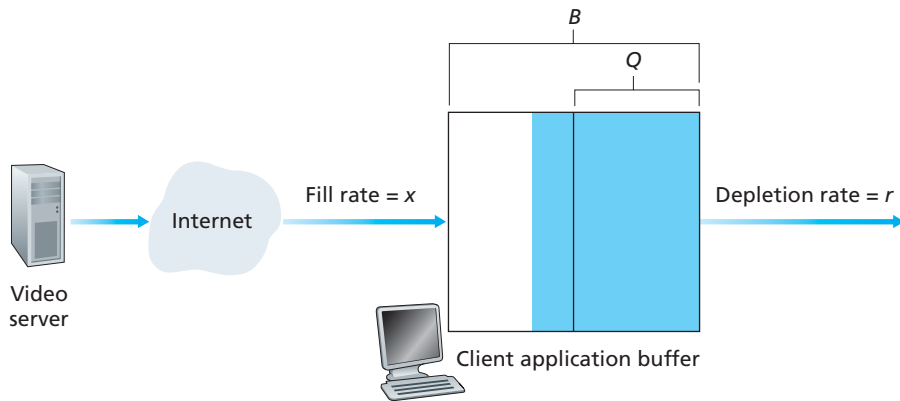 B
Q
Fill rate = x
Depletion rate = r
Internet
Video
server
Client application buffer